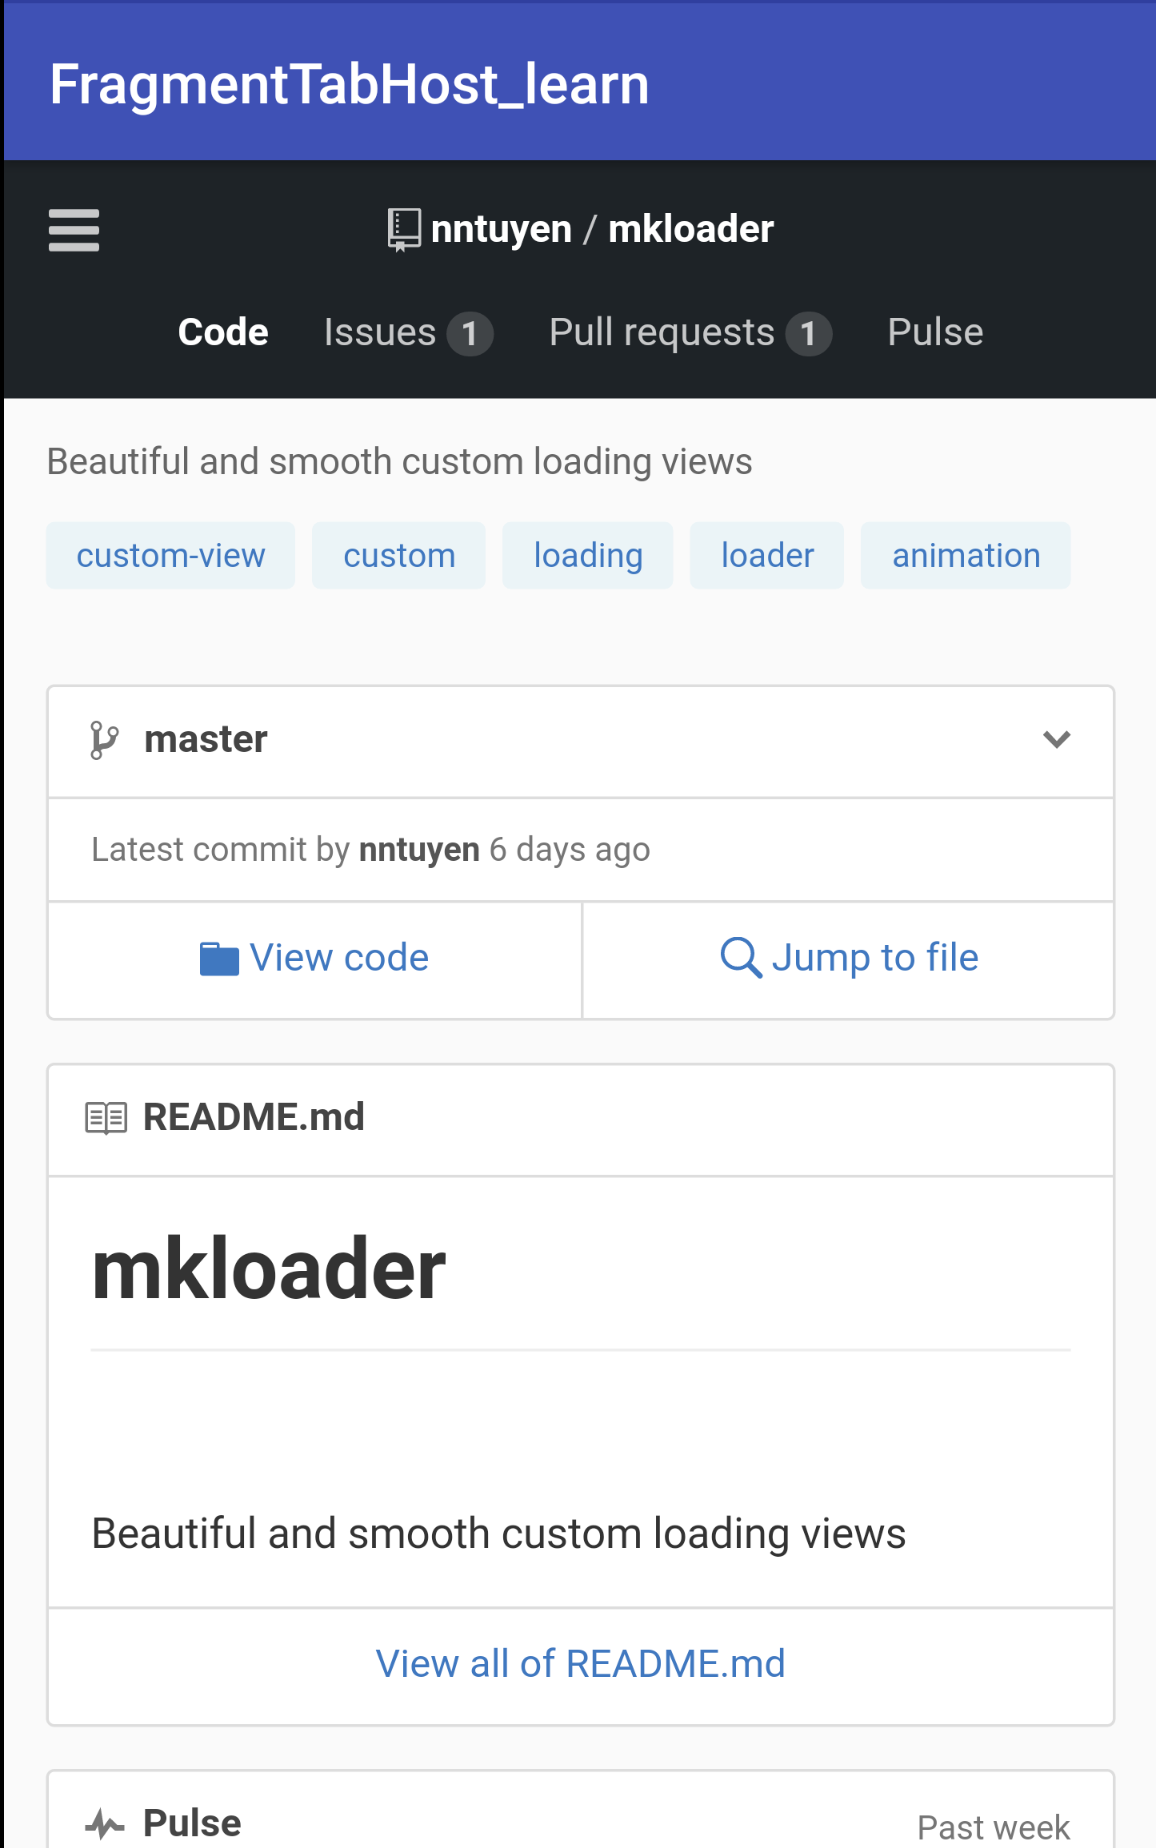 FragmentTabHost_learn
nntuyen / mkloader
Code Issues 1 Pull requests 1 Pulse
Beautiful and smooth custom loading views
custom-view custom loading loader animation
master
Latest commit by nntuyen 6 days ago
View code Jump to file
README.md
mkloader
Beautiful and smooth custom loading views
View all of README.md
Pulse Past week